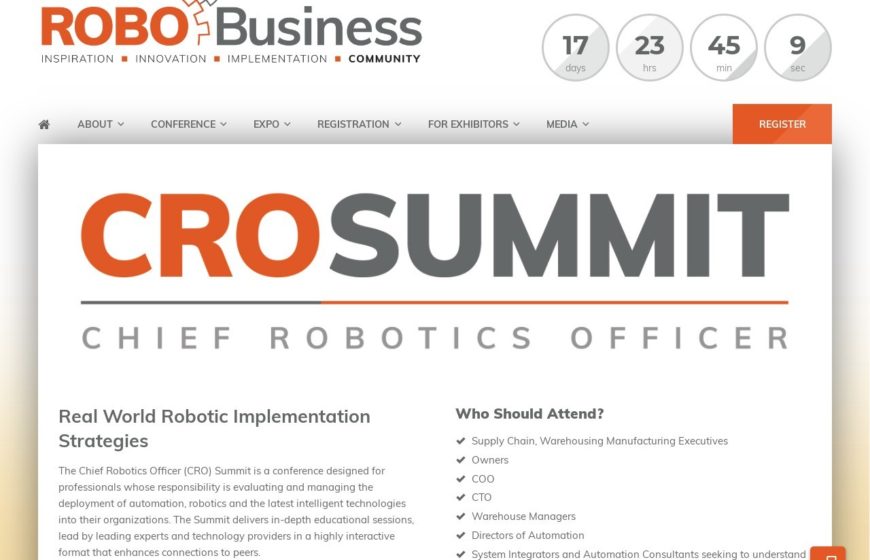 ROBO Business
INSPIRATION ■ INNOVATION ■ IMPLEMENTATION ■ COMMUNITY
17 23 45 9
days hrs min sec
ABOUT CONFERENCE EXPO REGISTRATION FOR EXHIBITORS MEDIA REGISTER
CROSUMMIT
CHIEF ROBOTICS OFFICER
Real World Robotic Implementation
Strategies
The Chief Robotics Officer (CRO) Summit is a conference designed for
professionals whose responsibility is evaluating and managing the
deployment of automation, robotics and the latest intelligent technologies
into their organizations. The Summit delivers in-depth educational sessions,
lead by leading experts and technology providers in a highly interactive
format that enhances connections to peers.
Who Should Attend?
✔ Supply Chain, Warehousing Manufacturing Executives
✔ Owners
✔ COO
✔ CTO
✔ Warehouse Managers
✔ Directors of Automation
✔ System Integrators and Automation Consultants seeking to understand